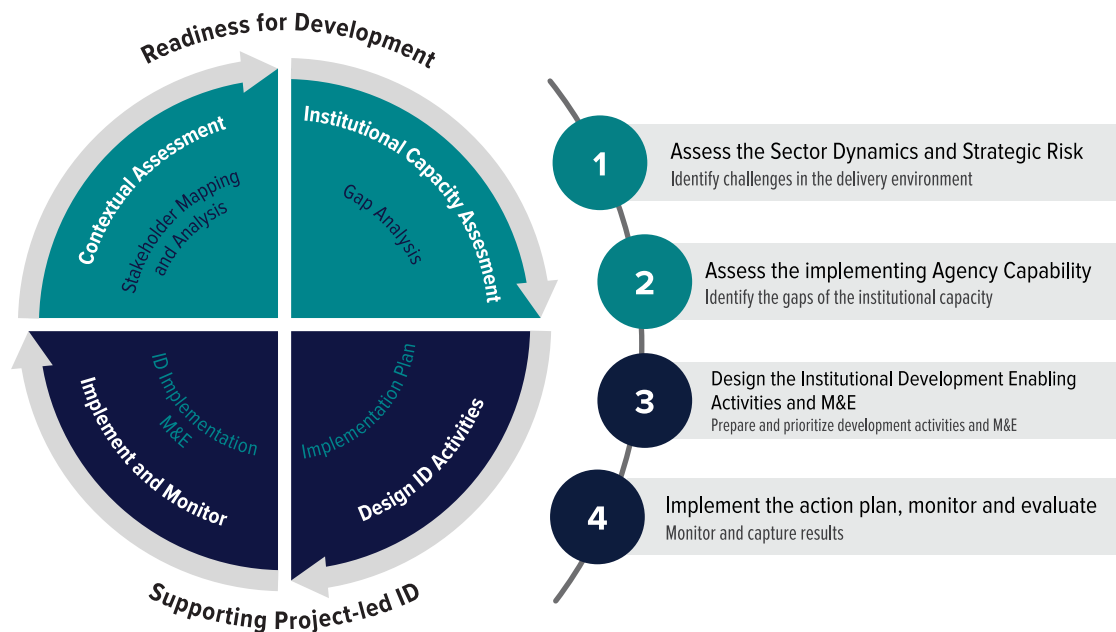 Readiness for Development
Contextual Assessment
Stakeholder Mapping
and Analysis
Institutional Capacity Assesment
Gap Analysis
Implement and Monitor
ID Implementation
M&E
Implementation Plan
Design ID Activities
Supporting Project-led ID
1
Assess the Sector Dynamics and Strategic Risk
Identify challenges in the delivery environment
2
Assess the implementing Agency Capability
Identify the gaps of the institutional capacity
3
Design the Institutional Development Enabling
Activities and M&E
Prepare and prioritize development activities and M&E
4
Implement the action plan, monitor and evaluate
Monitor and capture results